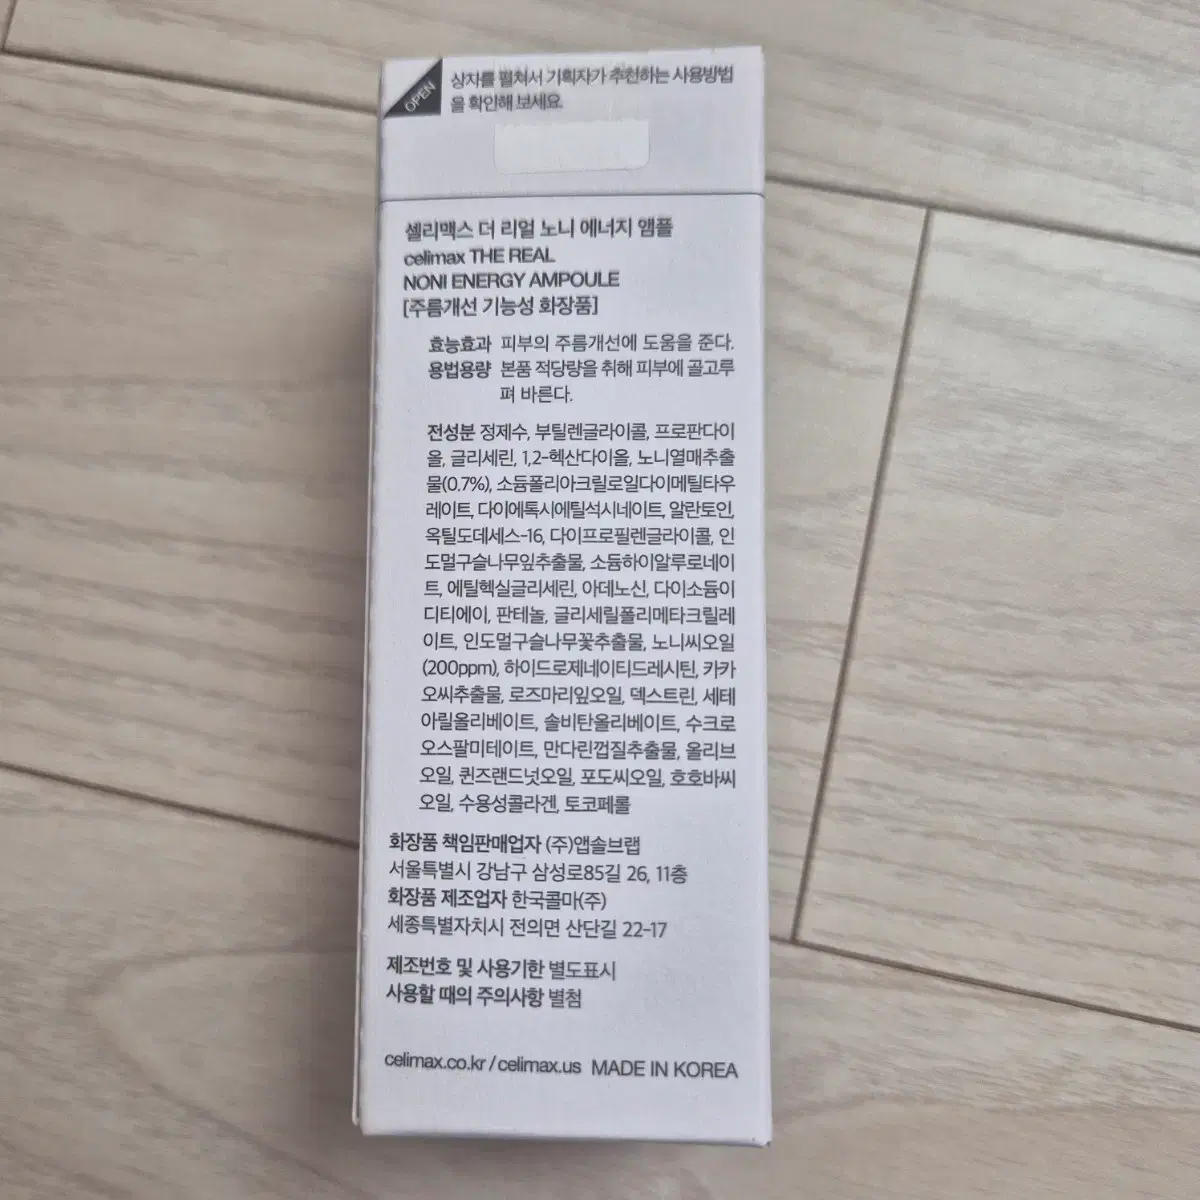 OPEN
상자를 펼쳐서 기획자가 추천하는 사용방법
을 확인해 보세요.
셀리맥스 더 리얼 노니 에너지 앰플
celimax THE REAL
NONI ENERGY AMPOULE
[주름개선 기능성 화장품]
효능효과 피부의 주름개선에 도움을 준다.
용법용량 본품 적당량을 취해 피부에 골고루
펴 바른다.
전성분 정제수, 부틸렌글라이콜, 프로판다이
올, 글리세린, 1,2-헥산다이올, 노니열매추출
물(0.7%), 소듐폴리아크릴로일다이메틸타우
레이트, 다이에톡시에틸석시네이트, 알란토인,
옥틸도데세스-16, 다이프로필렌글라이콜, 인
도멀구슬나무잎추출물, 소듐하이알루로네이
트, 에틸헥실글리세린, 아데노신, 다이소듐이
디티에이, 판테놀, 글리세릴폴리메타크릴레
이트, 인도멀구슬나무꽃추출물, 노니씨오일
(200ppm), 하이드로제네이티드레시틴, 카카
오씨추출물, 로즈마리잎오일, 덱스트린, 세테
아릴올리베이트, 솔비탄올리베이트, 수크로
오스팔미테이트, 만다린껍질추출물, 올리브
오일, 퀸즈랜드넛오일, 포도씨오일, 호호바씨
오일, 수용성콜라겐, 토코페롤
화장품 책임판매업자 (주)앱솔브랩
서울특별시 강남구 삼성로85길 26, 11층
화장품 제조업자 한국콜마(주)
세종특별자치시 전의면 산단길 22-17
제조번호 및 사용기한 별도표시
사용할 때의 주의사항 별첨
celimax.co.kr / celimax.us MADE IN KOREA